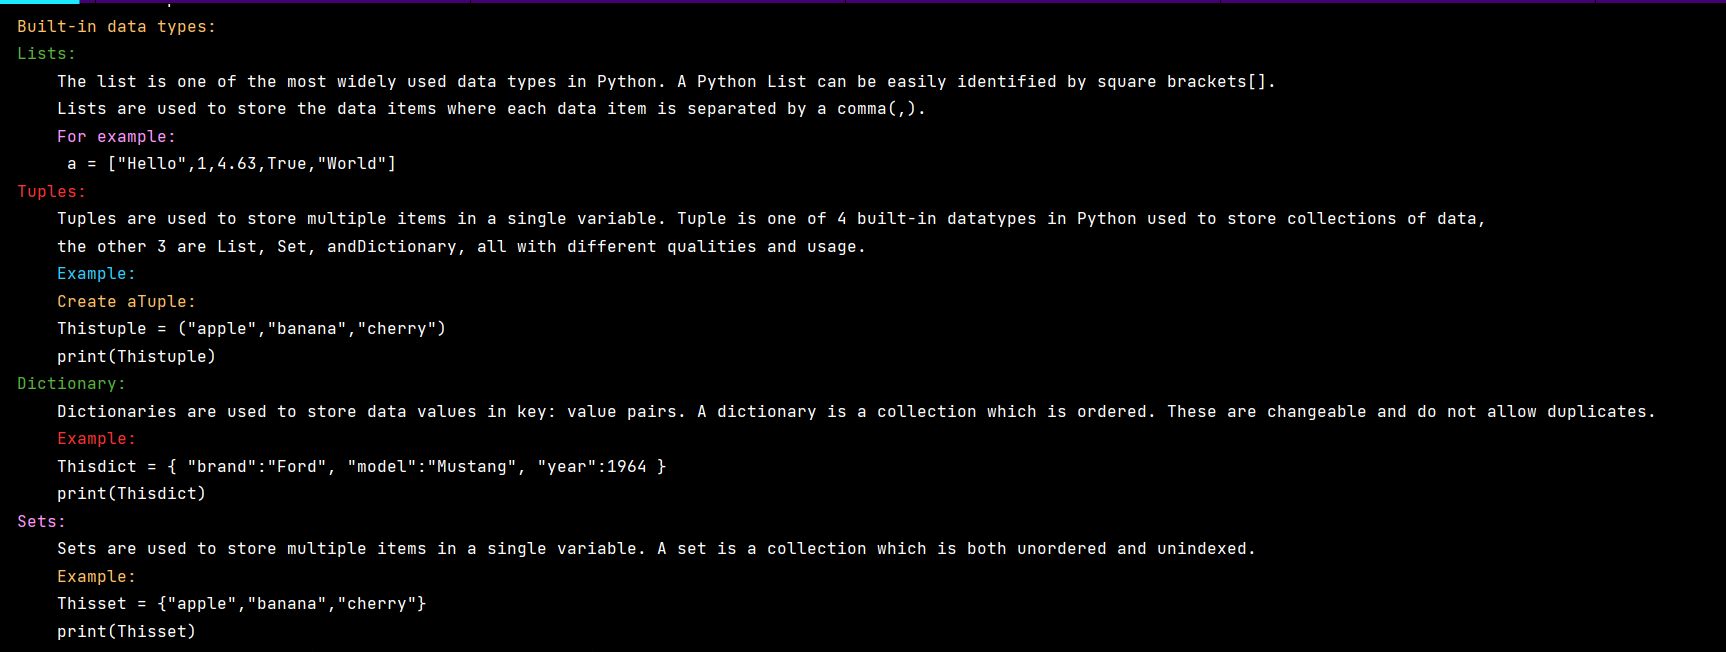 Built-in data types:
Lists:
The list is one of the most widely used data types in Python. A Python List can be easily identified by square brackets[].
Lists are used to store the data items where each data item is separated by a comma(,).
For example:
a = ["Hello",1,4.63,True,"World"]
Tuples:
Tuples are used to store multiple items in a single variable. Tuple is one of 4 built-in datatypes in Python used to store collections of data,
the other 3 are List, Set, andDictionary, all with different qualities and usage.
Example:
Create aTuple:
Thistuple = ("apple","banana","cherry")
print(Thistuple)
Dictionary:
Dictionaries are used to store data values in key: value pairs. A dictionary is a collection which is ordered. These are changeable and do not allow duplicates.
Example:
Thisdict = { "brand":"Ford", "model":"Mustang", "year":1964 }
print(Thisdict)
Sets:
Sets are used to store multiple items in a single variable. A set is a collection which is both unordered and unindexed.
Example:
Thisset = {"apple","banana","cherry"}
print(Thisset)